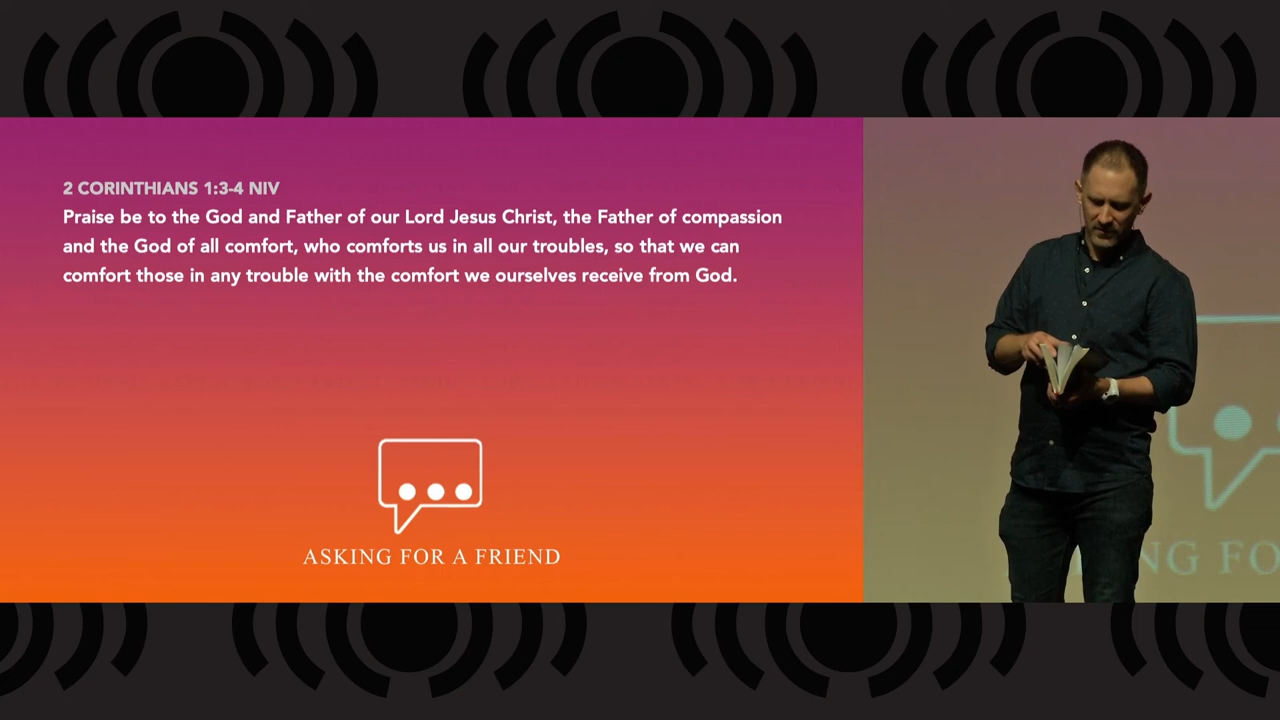 2 CORINTHIANS 1:3-4 NIV
Praise be to the God and Father of our Lord Jesus Christ, the Father of compassion
and the God of all comfort, who comforts us in all our troubles, so that we can
comfort those in any trouble with the comfort we ourselves receive from God.
ASKING FOR A FRIEND
NG FO